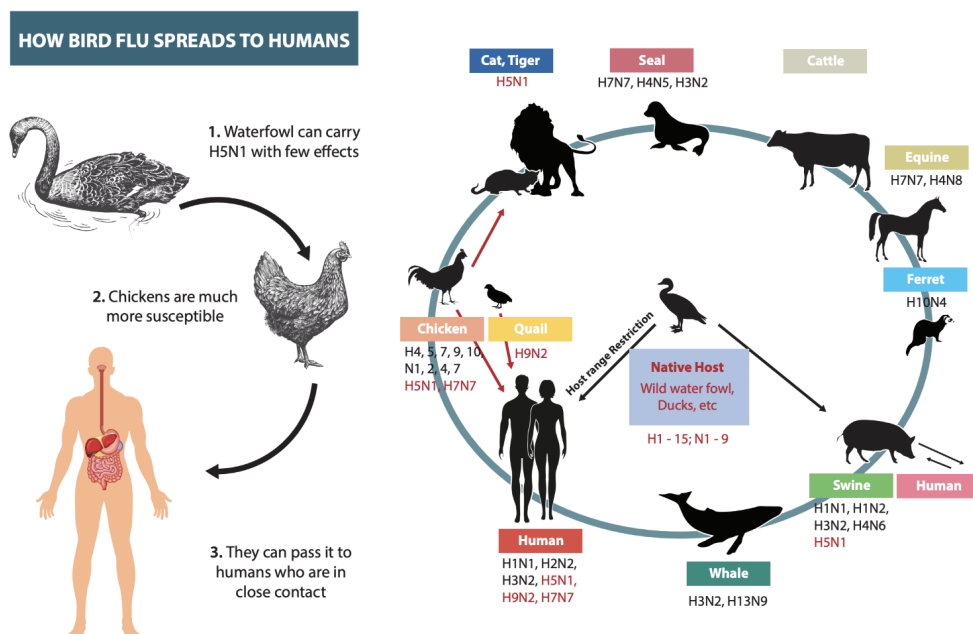 HOW BIRD FLU SPREADS TO HUMANS
1. Waterfowl can carry
H5N1 with few effects
2. Chickens are much
more susceptible
3. They can pass it to
humans who are in
close contact
Cat, Tiger
H5N1
Seal
H7N7, H4N5, H3N2
Cattle
Equine
H7N7, H4N8
Ferret
H10N4
Chicken
H4, 5, 7, 9, 10,
N1, 2, 4, 7
H5N1, H7N7
Quail
H9N2
Host range Restriction
Native Host
Wild water fowl,
Ducks, etc
H1 - 15; N1 - 9
Swine
H1N1, H1N2,
H3N2, H4N6
H5N1
Human
Human
H1N1, H2N2,
H3N2, H5N1,
H9N2, H7N7
Whale
H3N2, H13N9